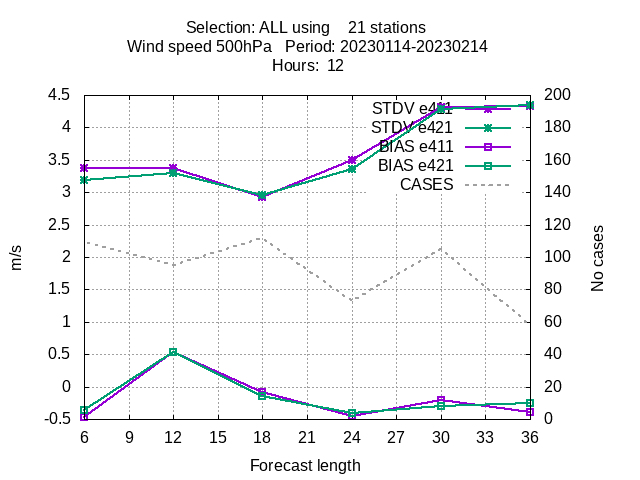 Selection: ALL using    21 stations
Wind speed 500hPa   Period: 20230114-20230214
Hours:  12
4.5
4
3.5
3
2.5
2
1.5
1
0.5
0
-0.5
m/s
STDV e411
STDV e421
BIAS e411
BIAS e421
CASES
200
180
160
140
120
100
80
60
40
20
0
No cases
6 9 12 15 18 21 24 27 30 33 36
Forecast length